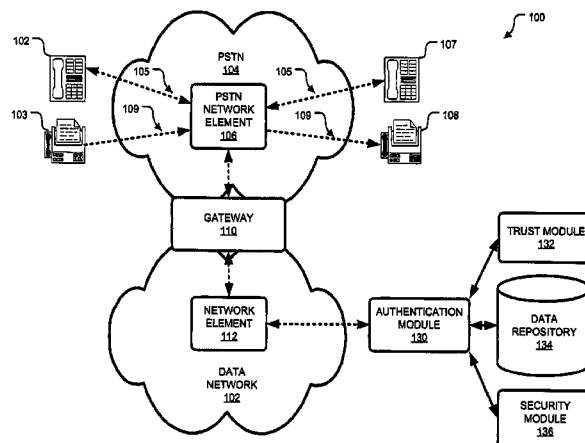 100
102
107
105
PSTN
104
105
PSTN
NETWORK
ELEMENT
106
103
109
109
108
GATEWAY
110
TRUST MODULE
132
NETWORK
ELEMENT
112
AUTHENTICATION
MODULE
130
DATA
REPOSITORY
134
DATA
NETWORK
102
SECURITY
MODULE
136